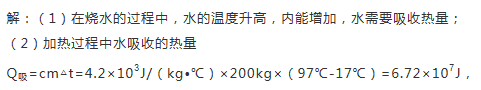 解：（1）在烧水的过程中，水的温度升高，内能增加，水需要吸收热量；
（2）加热过程中水吸收的热量
Q吸=cm△t=4.2×10³J/（kg•℃）×200kg×（97℃-17℃）=6.72×10⁷J，